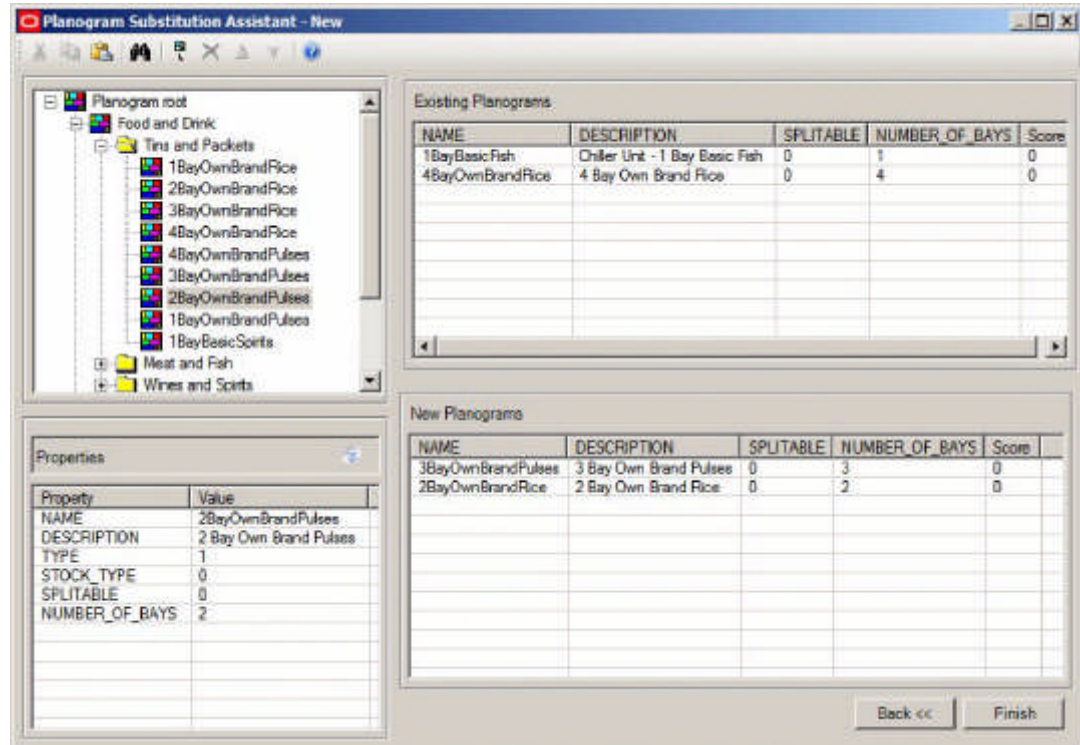 Planogram Substitution Assistant - New
Planogram root
Food and Drink
Tins and Packets
1BayOwnBrandRice
2BayOwnBrandRice
3BayOwnBrandRice
4BayOwnBrandRice
4BayOwnBrandPulses
3BayOwnBrandPulses
2BayOwnBrandPulses
1BayOwnBrandPulses
1BayBasicSpirits
Meat and Fish
Wines and Spirits
Properties
Property Value
NAME 2BayOwnBrandPulses
DESCRIPTION 2 Bay Own Brand Pulses
TYPE 1
STOCK_TYPE 0
SPLITABLE 0
NUMBER_OF_BAYS 2
Existing Planograms
NAME DESCRIPTION SPLITABLE NUMBER_OF_BAYS Score
1BayBasicFish Chiller Unit - 1 Bay Basic Fish 0 1 0
4BayOwnBrandRice 4 Bay Own Brand Rice 0 4 0
New Planograms
NAME DESCRIPTION SPLITABLE NUMBER_OF_BAYS Score
3BayOwnBrandPulses 3 Bay Own Brand Pulses 0 3 0
2BayOwnBrandRice 2 Bay Own Brand Rice 0 2 0
Back << Finish